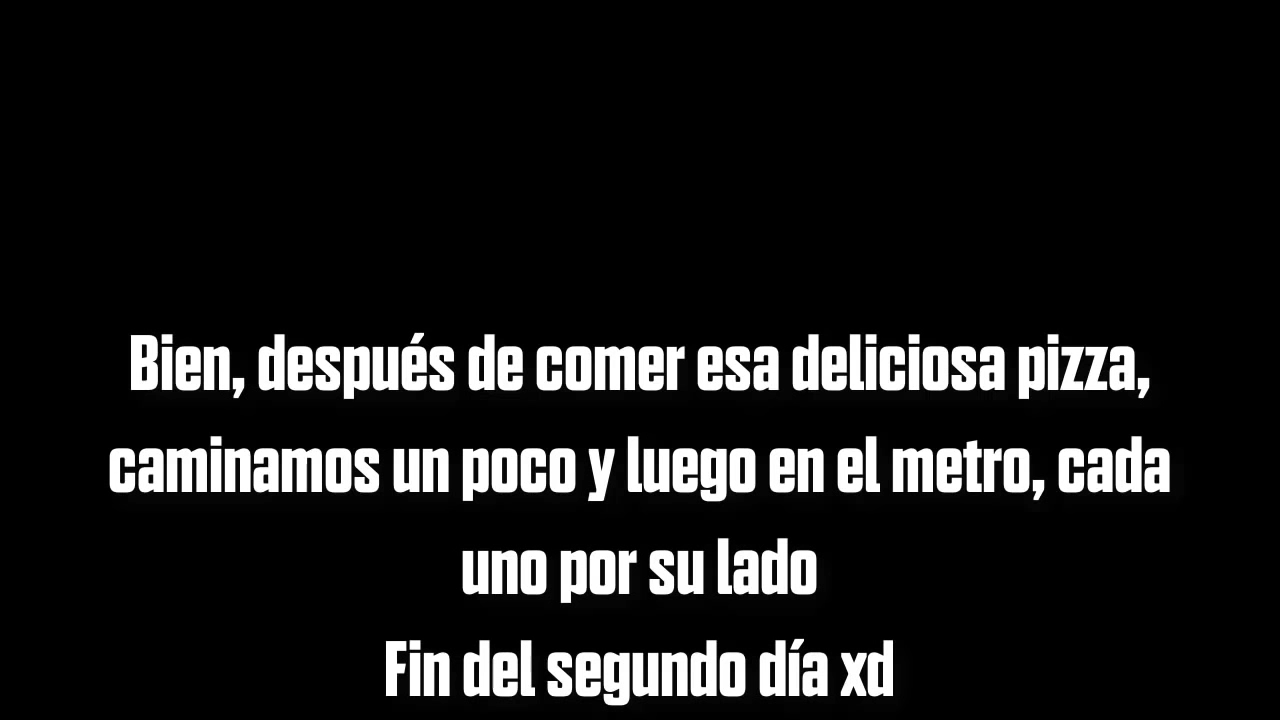 Bien, después de comer esa deliciosa pizza,
caminamos un poco y luego en el metro, cada
uno por su lado
Fin del segundo día xd